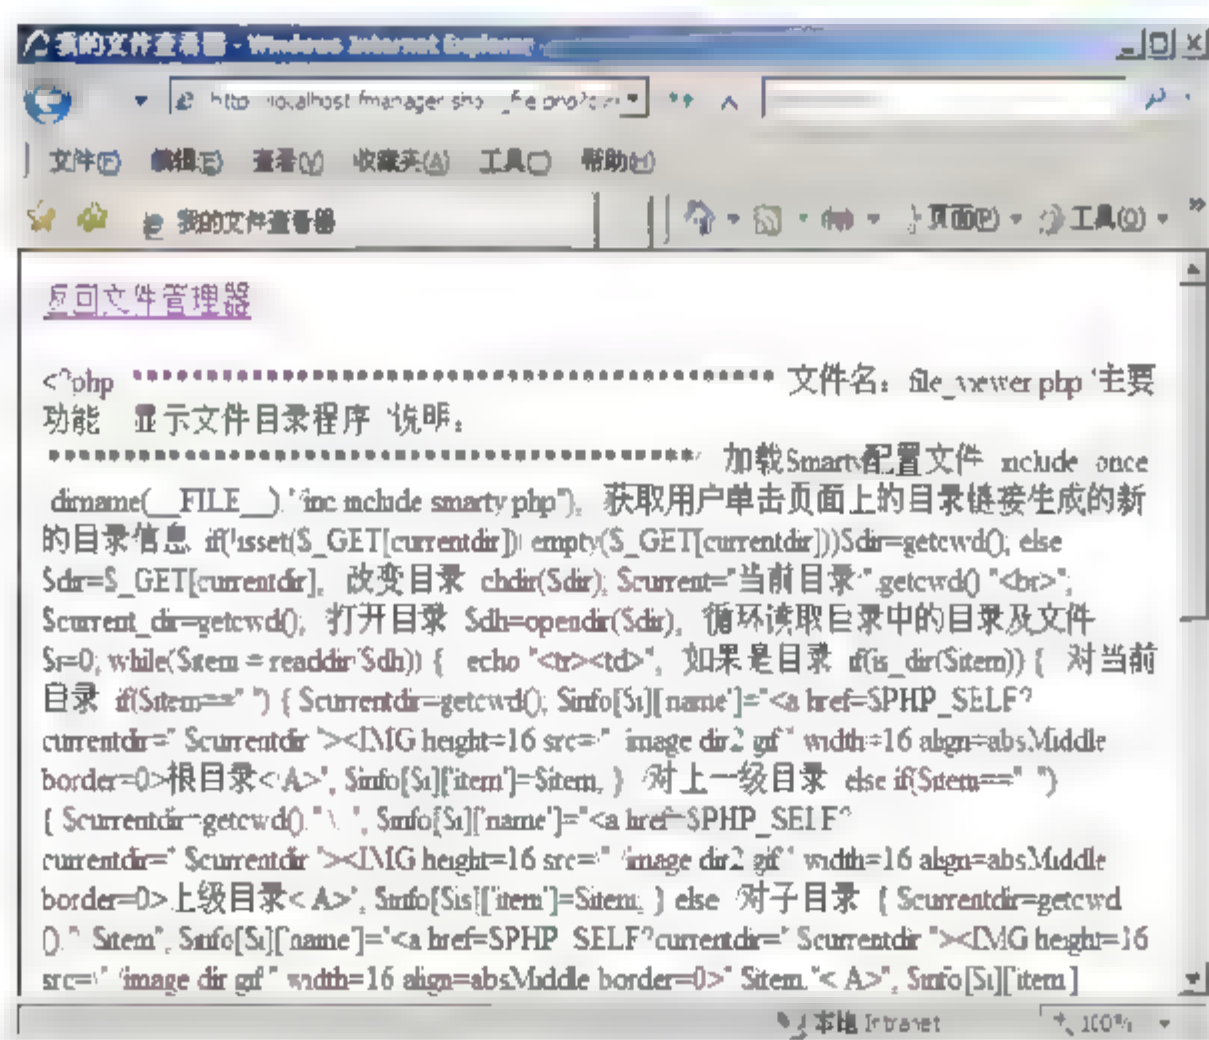 我的文件查看器 - Windows Internet Explorer
文件(F) 编辑(E) 查看(V) 收藏夹(A) 工具(T) 帮助(H)
我的文件查看器 页面(P) 工具(O)
返回文件管理器
<?php ****************************************** 文件名：file_viewer.php *主要
功能 显示文件目录程序 *说明：
******************************************/ 加载Smarty配置文件 include_once
dirname(__FILE__)."/inc include smarty php"), 获取用户单击页面上的目录链接生成的新
的目录信息 if(!isset($_GET[currentdir])|| empty($_GET[currentdir]))$dir=getcwd(); else
$dir=$_GET[currentdir], 改变目录 chdir($dir); $current="当前目录:".getcwd()."<br>";
$current_dir=getcwd(); 打开目录 $dh=opendir($dir), 循环读取目录中的目录及文件
$i=0; while($item = readdir($dh)) { echo "<tr><td>", 如果是目录 if(is_dir($item)) { 对当前
目录 if($item==" ") { $currentdir=getcwd(); $info[$i]['name']="<a href=$PHP_SELF?
currentdir=" $currentdir "><IMG height=16 src=\" image dir2 gif " width=16 align=absMiddle
border=0>根目录< A>", $info[$i]['item']=$item, } 对上一级目录 else if($item==" ")
{ $currentdir=getcwd()."\ ", $info[$i]['name']="<a href=$PHP_SELF?
currentdir=" $currentdir "><IMG height=16 src=\" image dir2 gif " width=16 align=absMiddle
border=0>上级目录< A>", $info[$is]['item']=$item, } else 对子目录 { $currentdir=getcwd
()." $item", $info[$i]['name']="<a href=$PHP_SELF?currentdir=" $currentdir "><IMG height=16
src=\" image dir gif " width=16 align=absMiddle border=0>" $item."< A>", $info[$i]['item']
本地 Intranet 100%